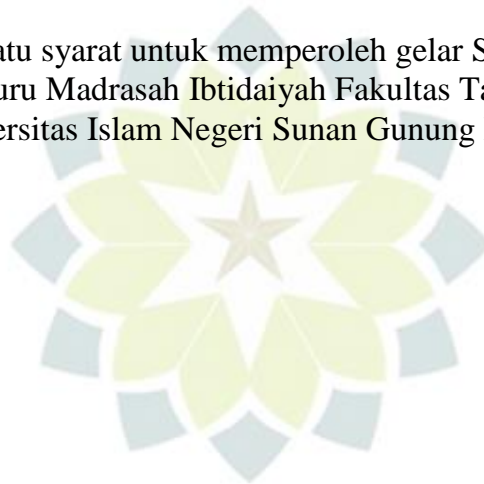 atu syarat untuk memperoleh gelar S
uru Madrasah Ibtidaiyah Fakultas Ta
ersitas Islam Negeri Sunan Gunung